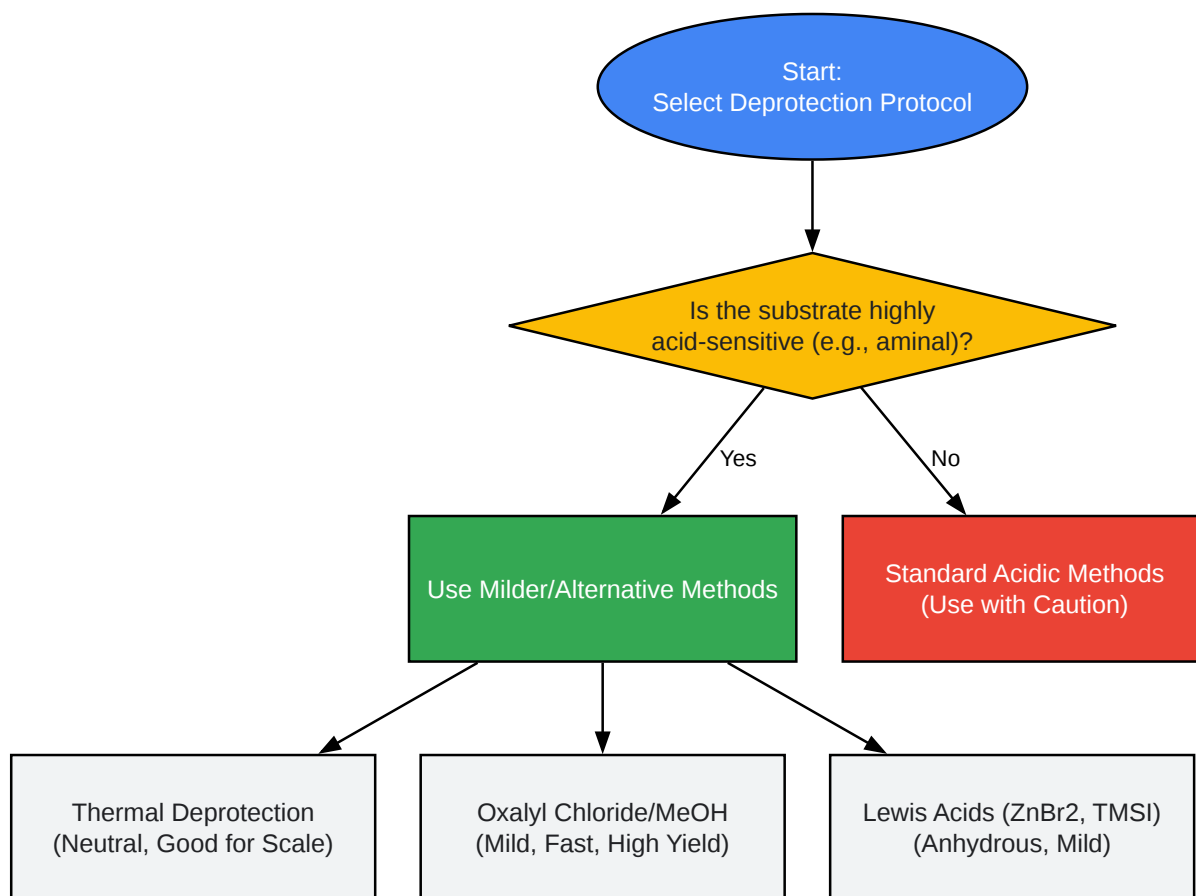 Start:
Select Deprotection Protocol
Is the substrate highly
acid-sensitive (e.g., aminal)?
Yes
No
Use Milder/Alternative Methods
Standard Acidic Methods
(Use with Caution)
Thermal Deprotection
(Neutral, Good for Scale)
Oxalyl Chloride/MeOH
(Mild, Fast, High Yield)
Lewis Acids (ZnBr2, TMSI)
(Anhydrous, Mild)